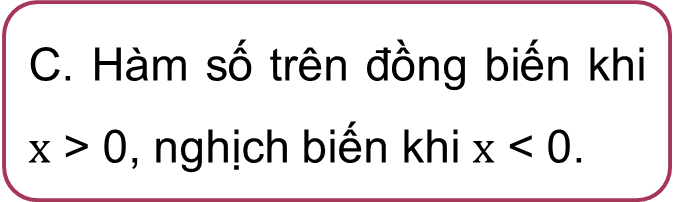 C. Hàm số trên đồng biến khi
x > 0, nghịch biến khi x < 0.